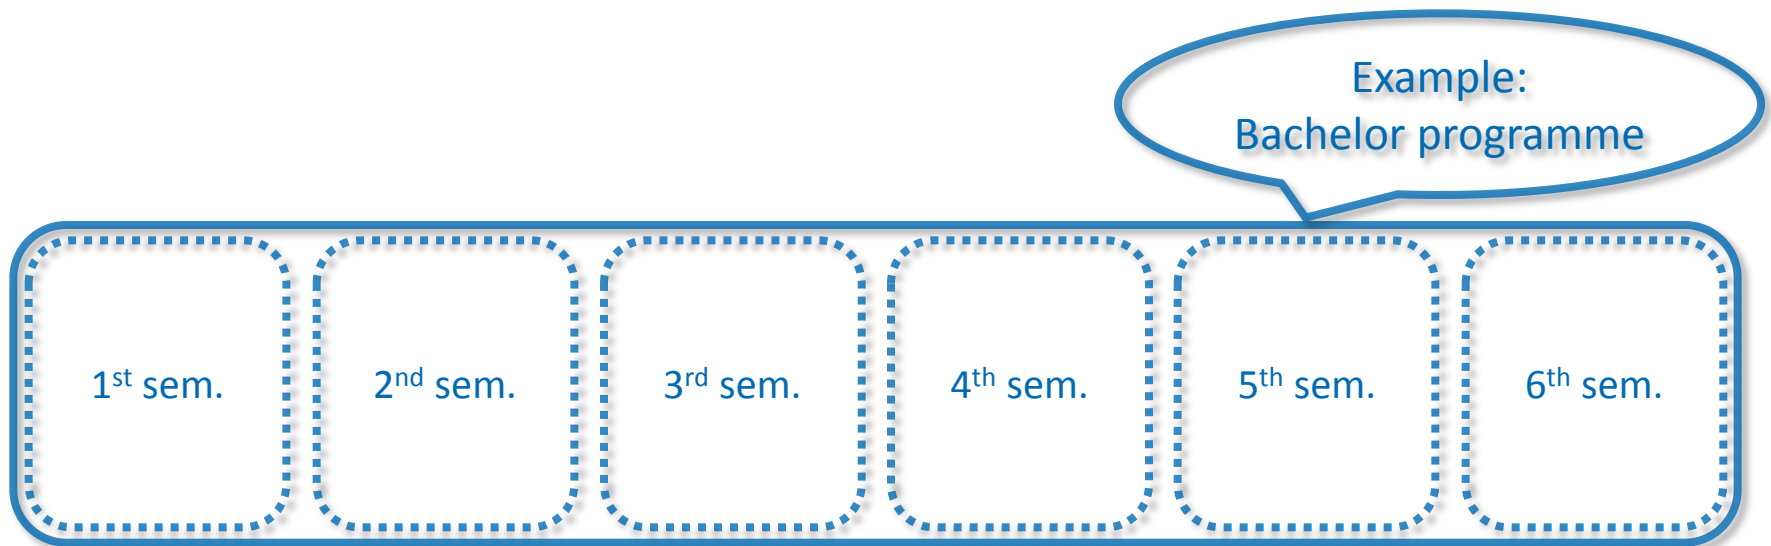 Example:
Bachelor programme
1st sem.
2nd sem.
3rd sem.
4th sem.
5th sem.
6th sem.